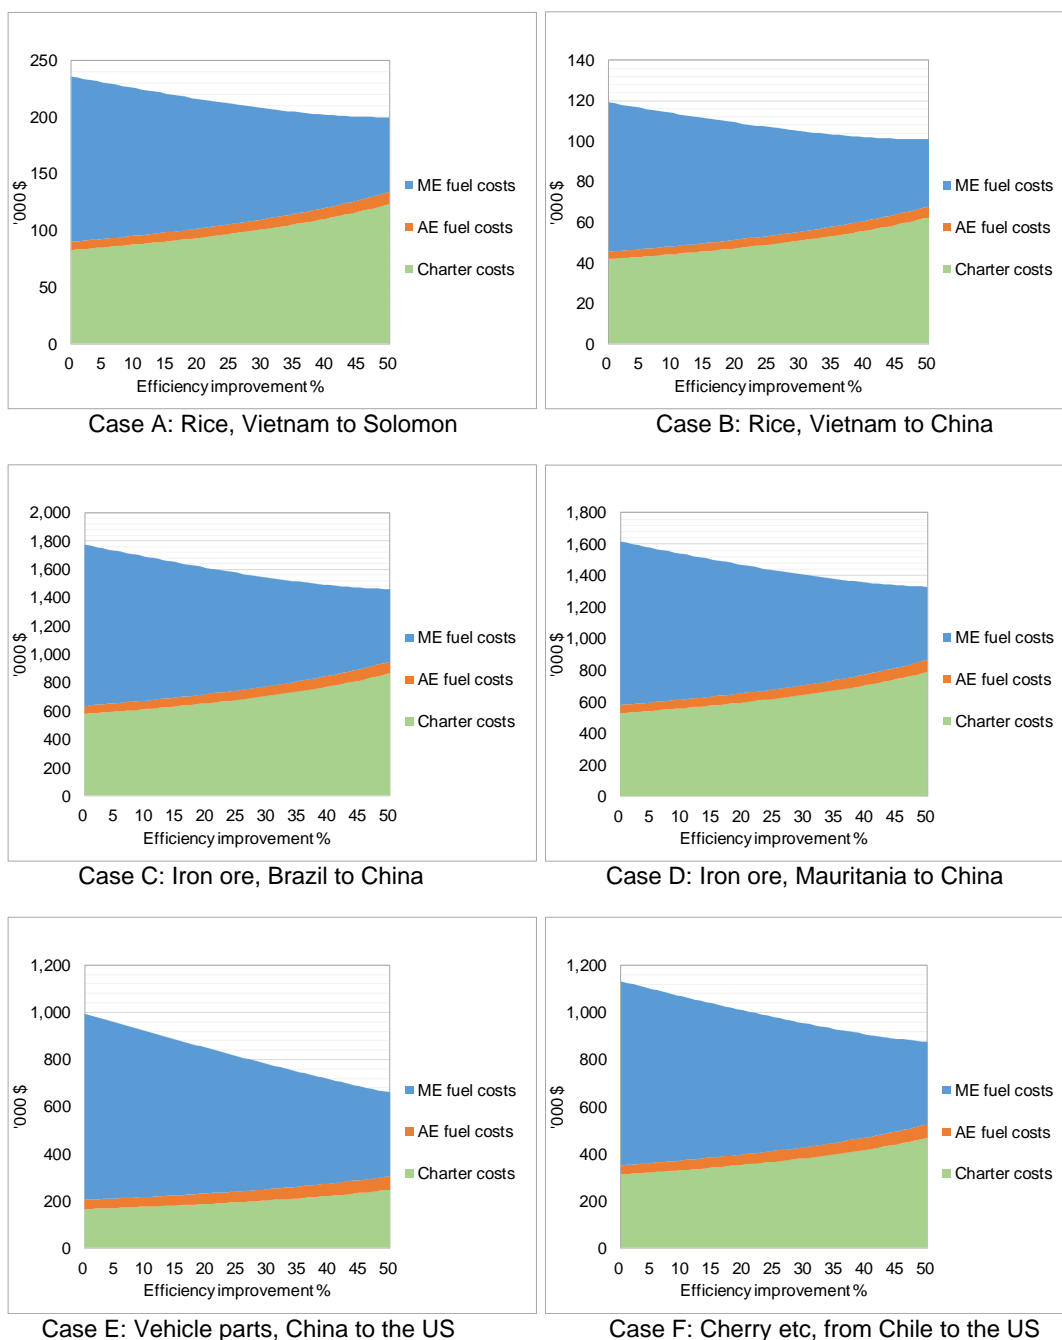 250
200
150
100
50
0
'000 $
0 5 10 15 20 25 30 35 40 45 50
Efficiency improvement %
ME fuel costs
AE fuel costs
Charter costs
Case A: Rice, Vietnam to Solomon
140
120
100
80
60
40
20
0
'000 $
0 5 10 15 20 25 30 35 40 45 50
Efficiency improvement %
ME fuel costs
AE fuel costs
Charter costs
Case B: Rice, Vietnam to China
2,000
1,800
1,600
1,400
1,200
1,000
800
600
400
200
0
'000 $
0 5 10 15 20 25 30 35 40 45 50
Efficiency improvement %
ME fuel costs
AE fuel costs
Charter costs
Case C: Iron ore, Brazil to China
1,800
1,600
1,400
1,200
1,000
800
600
400
200
0
'000 $
0 5 10 15 20 25 30 35 40 45 50
Efficiency improvement %
ME fuel costs
AE fuel costs
Charter costs
Case D: Iron ore, Mauritania to China
1,200
1,000
800
600
400
200
0
'000 $
0 5 10 15 20 25 30 35 40 45 50
Efficiency improvement %
ME fuel costs
AE fuel costs
Charter costs
Case E: Vehicle parts, China to the US
1,200
1,000
800
600
400
200
0
'000 $
0 5 10 15 20 25 30 35 40 45 50
Efficiency improvement %
ME fuel costs
AE fuel costs
Charter costs
Case F: Cherry etc, from Chile to the US